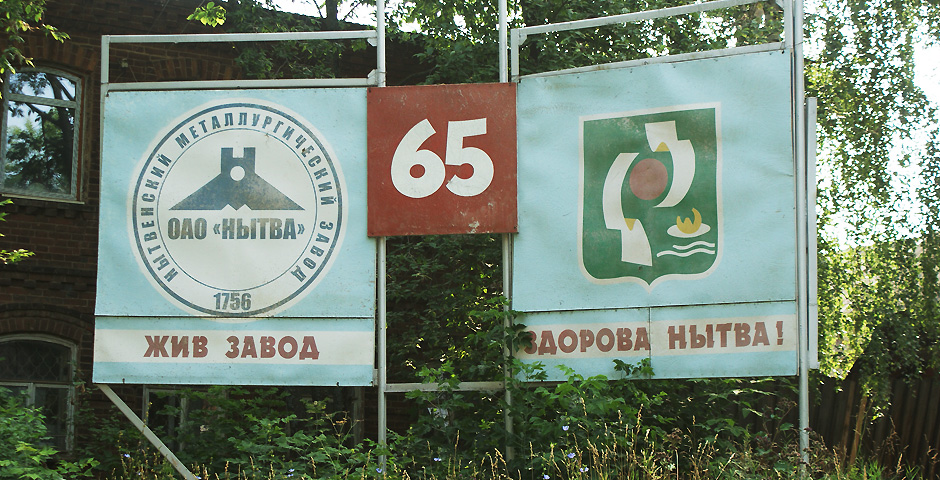 НЫТВЕНСКИЙ МЕТАЛЛУРГИЧЕСКИЙ ЗАВОД
ОАО «НЫТВА»
1756
ЖИВ ЗАВОД
65
ЗДОРОВА НЫТВА!